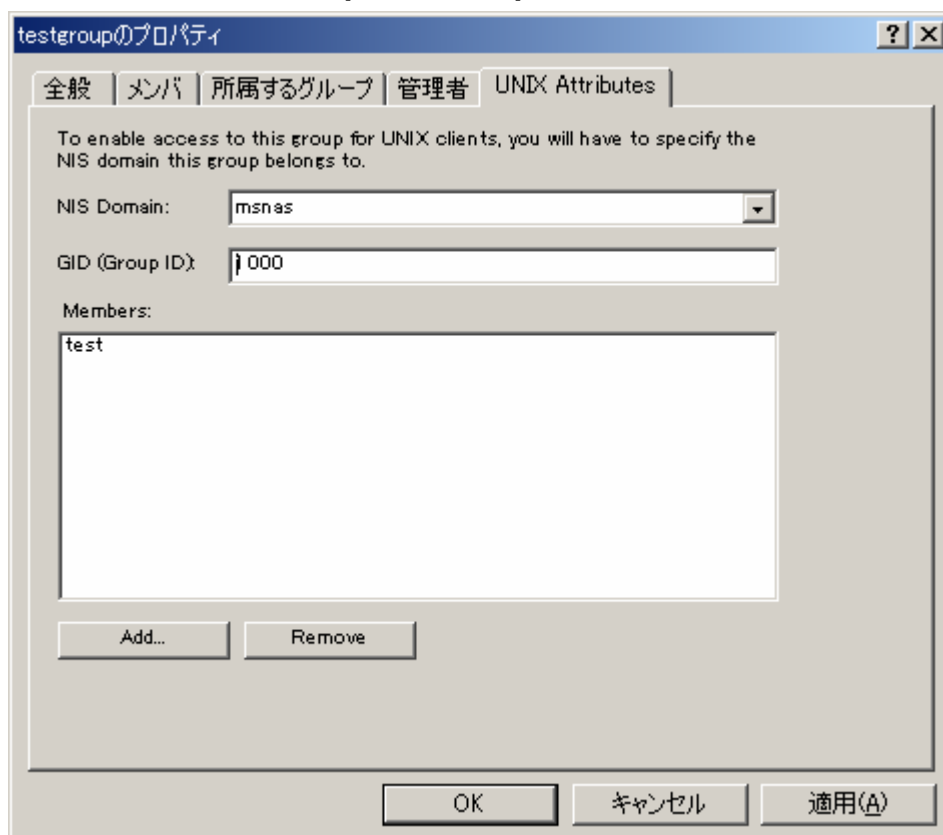 testgroupのプロパティ
全般 メンバ 所属するグループ 管理者 UNIX Attributes
To enable access to this group for UNIX clients, you will have to specify the
NIS domain this group belongs to.
NIS Domain: msnas
GID (Group ID): 1000
Members:
test
Add... Remove
OK キャンセル 適用(A)